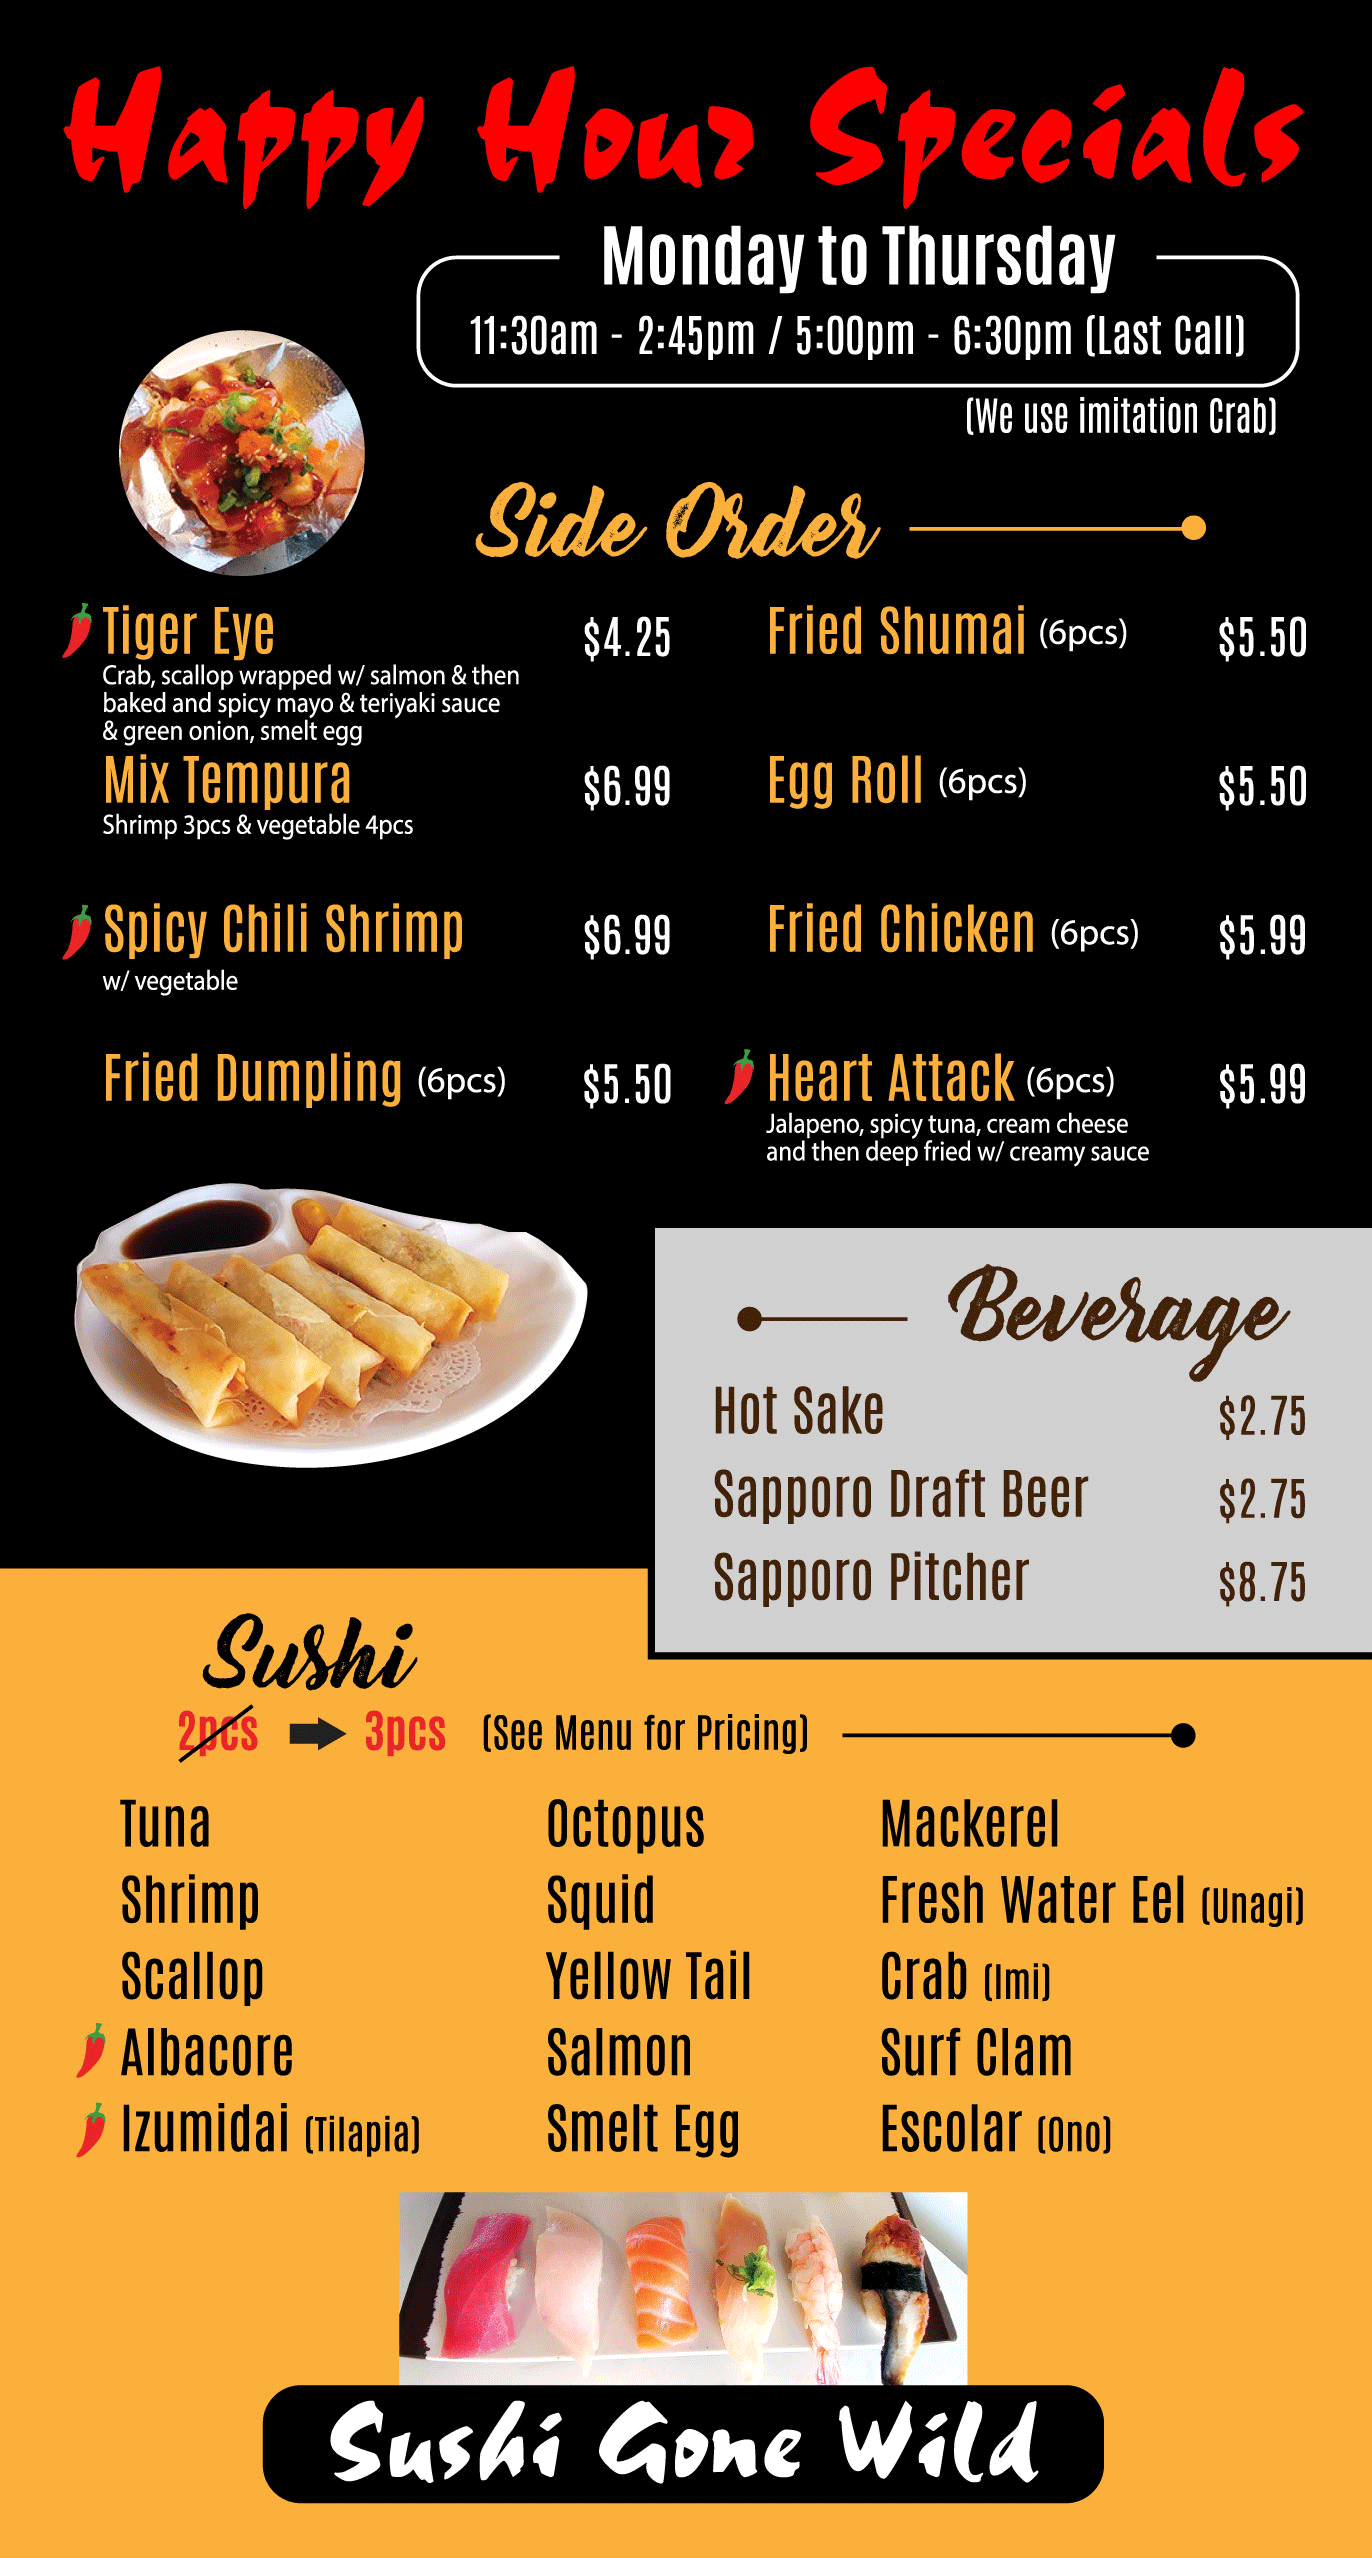 Happy Hour Specials
Monday to Thursday
11:30am - 2:45pm / 5:00pm - 6:30pm (Last Call)
(We use imitation Crab)
Side Order
Tiger Eye $4.25
Crab, scallop wrapped w/ salmon & then
baked and spicy mayo & teriyaki sauce
& green onion, smelt egg
Mix Tempura $6.99
Shrimp 3pcs & vegetable 4pcs
Spicy Chili Shrimp $6.99
w/ vegetable
Fried Dumpling (6pcs) $5.50
Fried Shumai (6pcs) $5.50
Egg Roll (6pcs) $5.50
Fried Chicken (6pcs) $5.99
Heart Attack (6pcs) $5.99
Jalapeno, spicy tuna, cream cheese
and then deep fried w/ creamy sauce
Beverage
Hot Sake $2.75
Sapporo Draft Beer $2.75
Sapporo Pitcher $8.75
Sushi
2pcs 3pcs (See Menu for Pricing)
Tuna
Shrimp
Scallop
Albacore
Izumidai (Tilapia)
Octopus
Squid
Yellow Tail
Salmon
Smelt Egg
Mackerel
Fresh Water Eel (Unagi)
Crab (Imi)
Surf Clam
Escolar (Ono)
Sushi Gone Wild